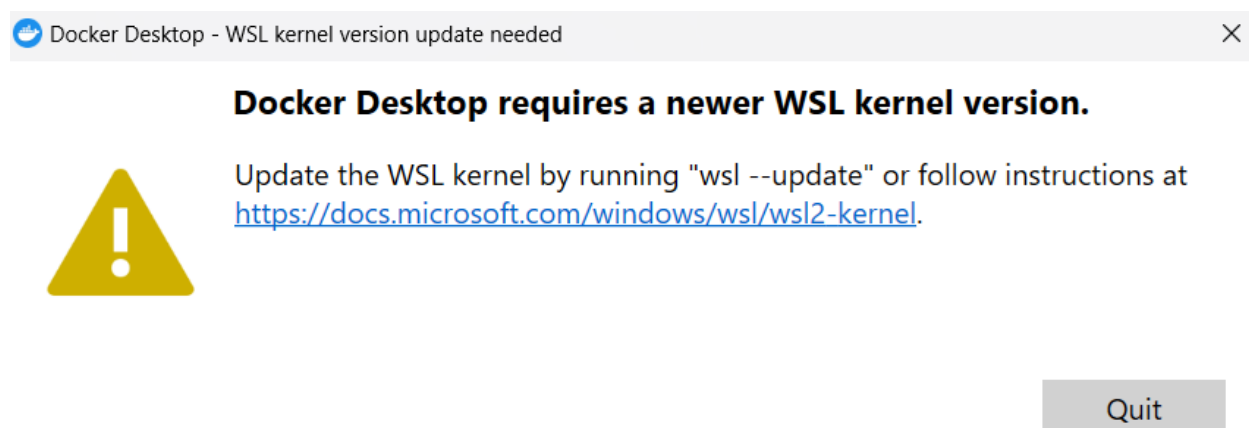 Docker Desktop - WSL kernel version update needed
Docker Desktop requires a newer WSL kernel version.
Update the WSL kernel by running "wsl --update" or follow instructions at
https://docs.microsoft.com/windows/wsl/wsl2-kernel.
Quit